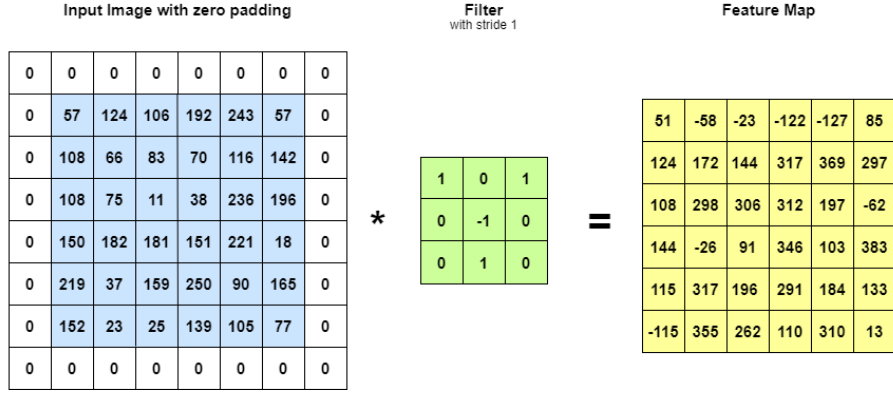 Input Image with zero padding
Filter
with stride 1
Feature Map
0 0 0 0 0 0 0 0
0 57 124 106 192 243 57 0
0 108 66 83 70 116 142 0
0 108 75 11 38 236 196 0
0 150 182 181 151 221 18 0
0 219 37 159 250 90 165 0
0 152 23 25 139 105 77 0
0 0 0 0 0 0 0 0
*
1 0 1
0 -1 0
0 1 0
=
51 -58 -23 -122 -127 85
124 172 144 317 369 297
108 298 306 312 197 -62
144 -26 91 346 103 383
115 317 196 291 184 133
-115 355 262 110 310 13